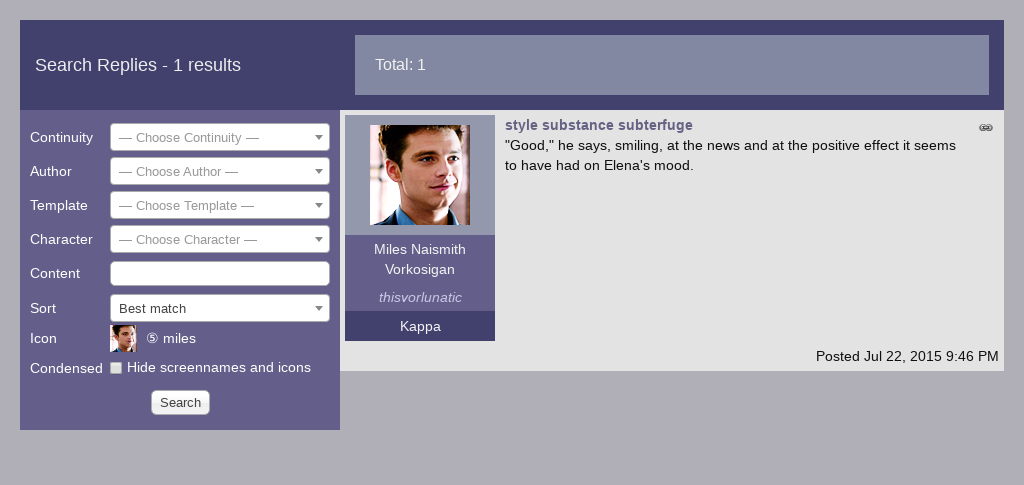 Search Replies - 1 results
Total: 1
Continuity
— Choose Continuity —
Author
— Choose Author —
Template
— Choose Template —
Character
— Choose Character —
Content
Sort
Best match
Icon
⑤ miles
Condensed
Hide screennames and icons
Search
Miles Naismith
Vorkosigan
thisvorlunatic
Kappa
style substance subterfuge
"Good," he says, smiling, at the news and at the positive effect it seems
to have had on Elena's mood.
Posted Jul 22, 2015 9:46 PM